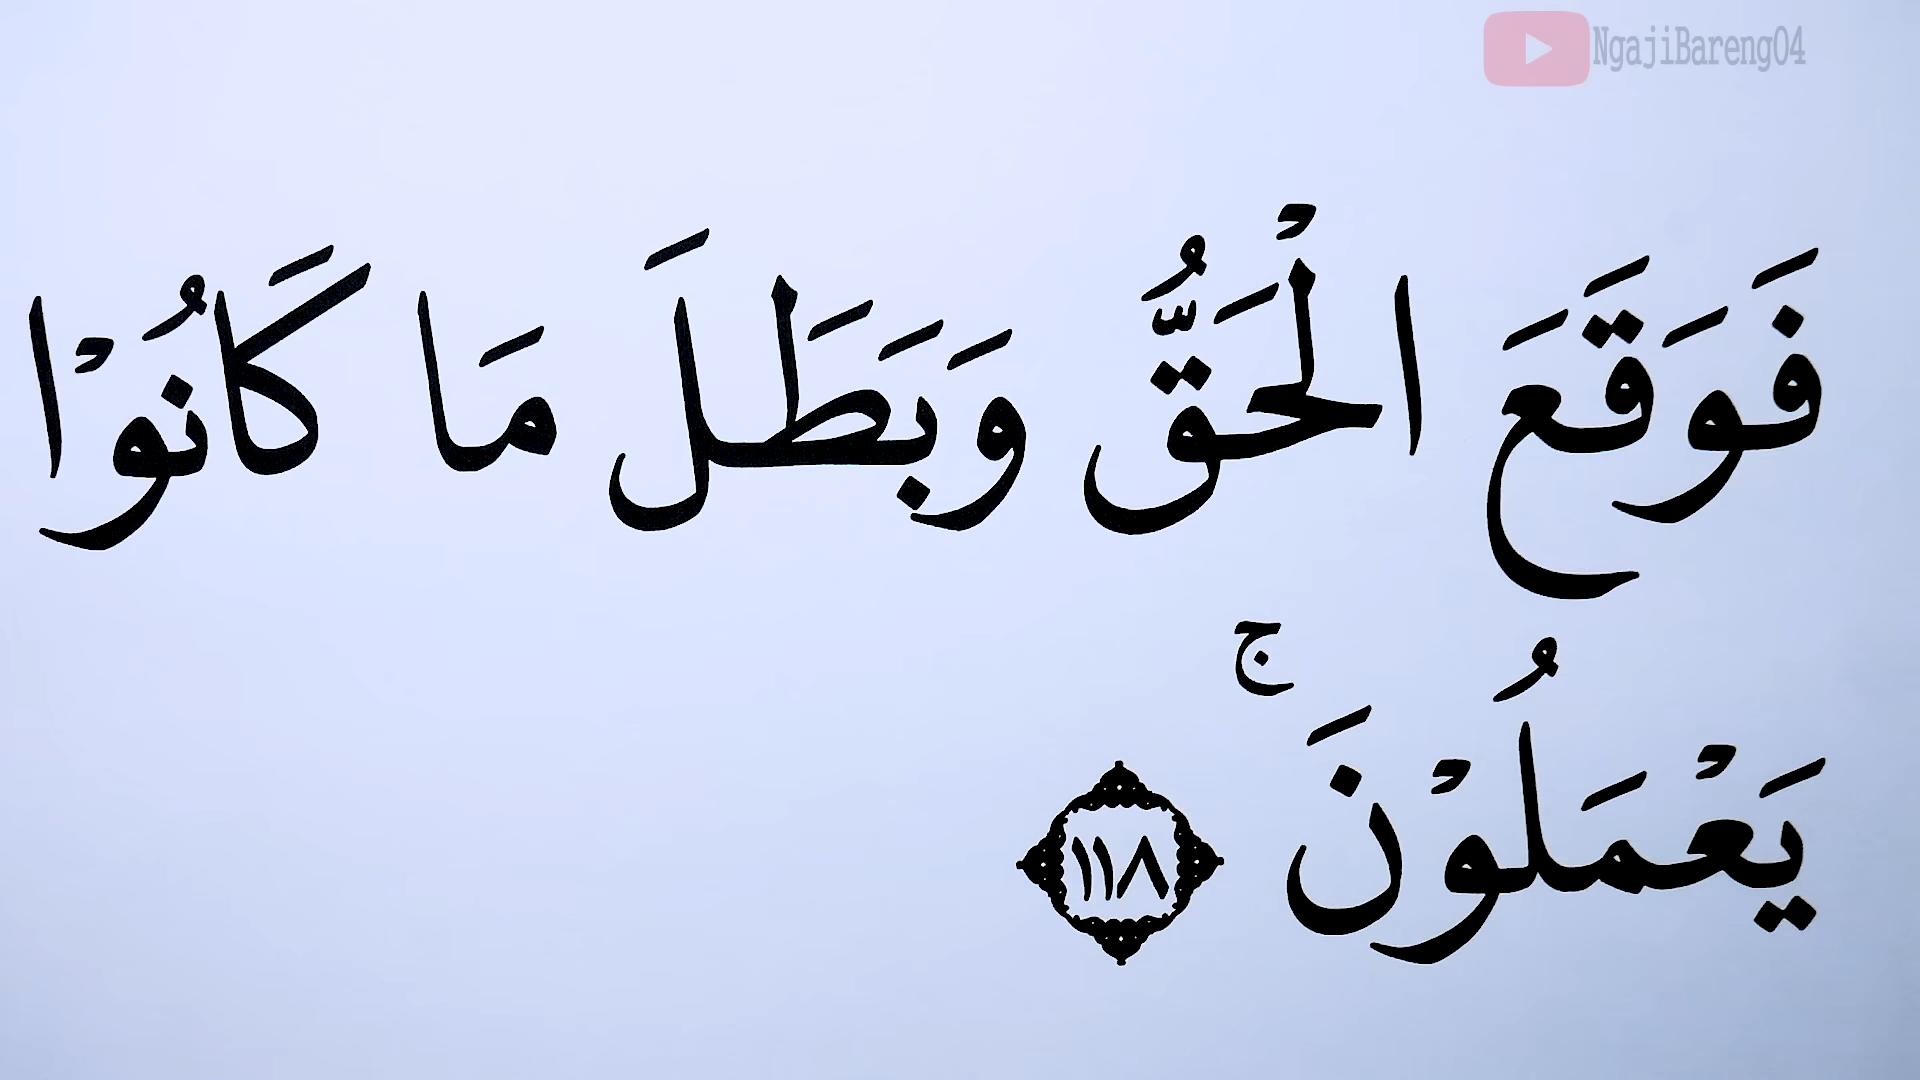 NgajiBareng04
فَوَقَعَ الْحَقُّ وَبَطَلَ مَا كَانُوْا
يَعْمَلُوْنَۚ ١١٨